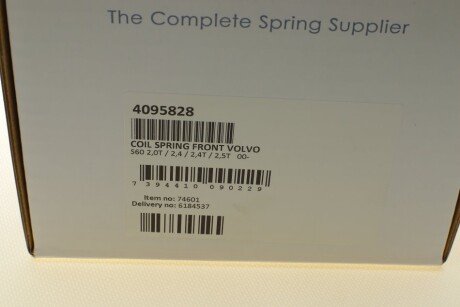 The Complete Spring Supplier
4095828
COIL SPRING FRONT VOLVO
S60 2,0T / 2,4 / 2,4T / 2,5T 00-
7 394410 090229
Item no: 74601
Delivery no: 6184537